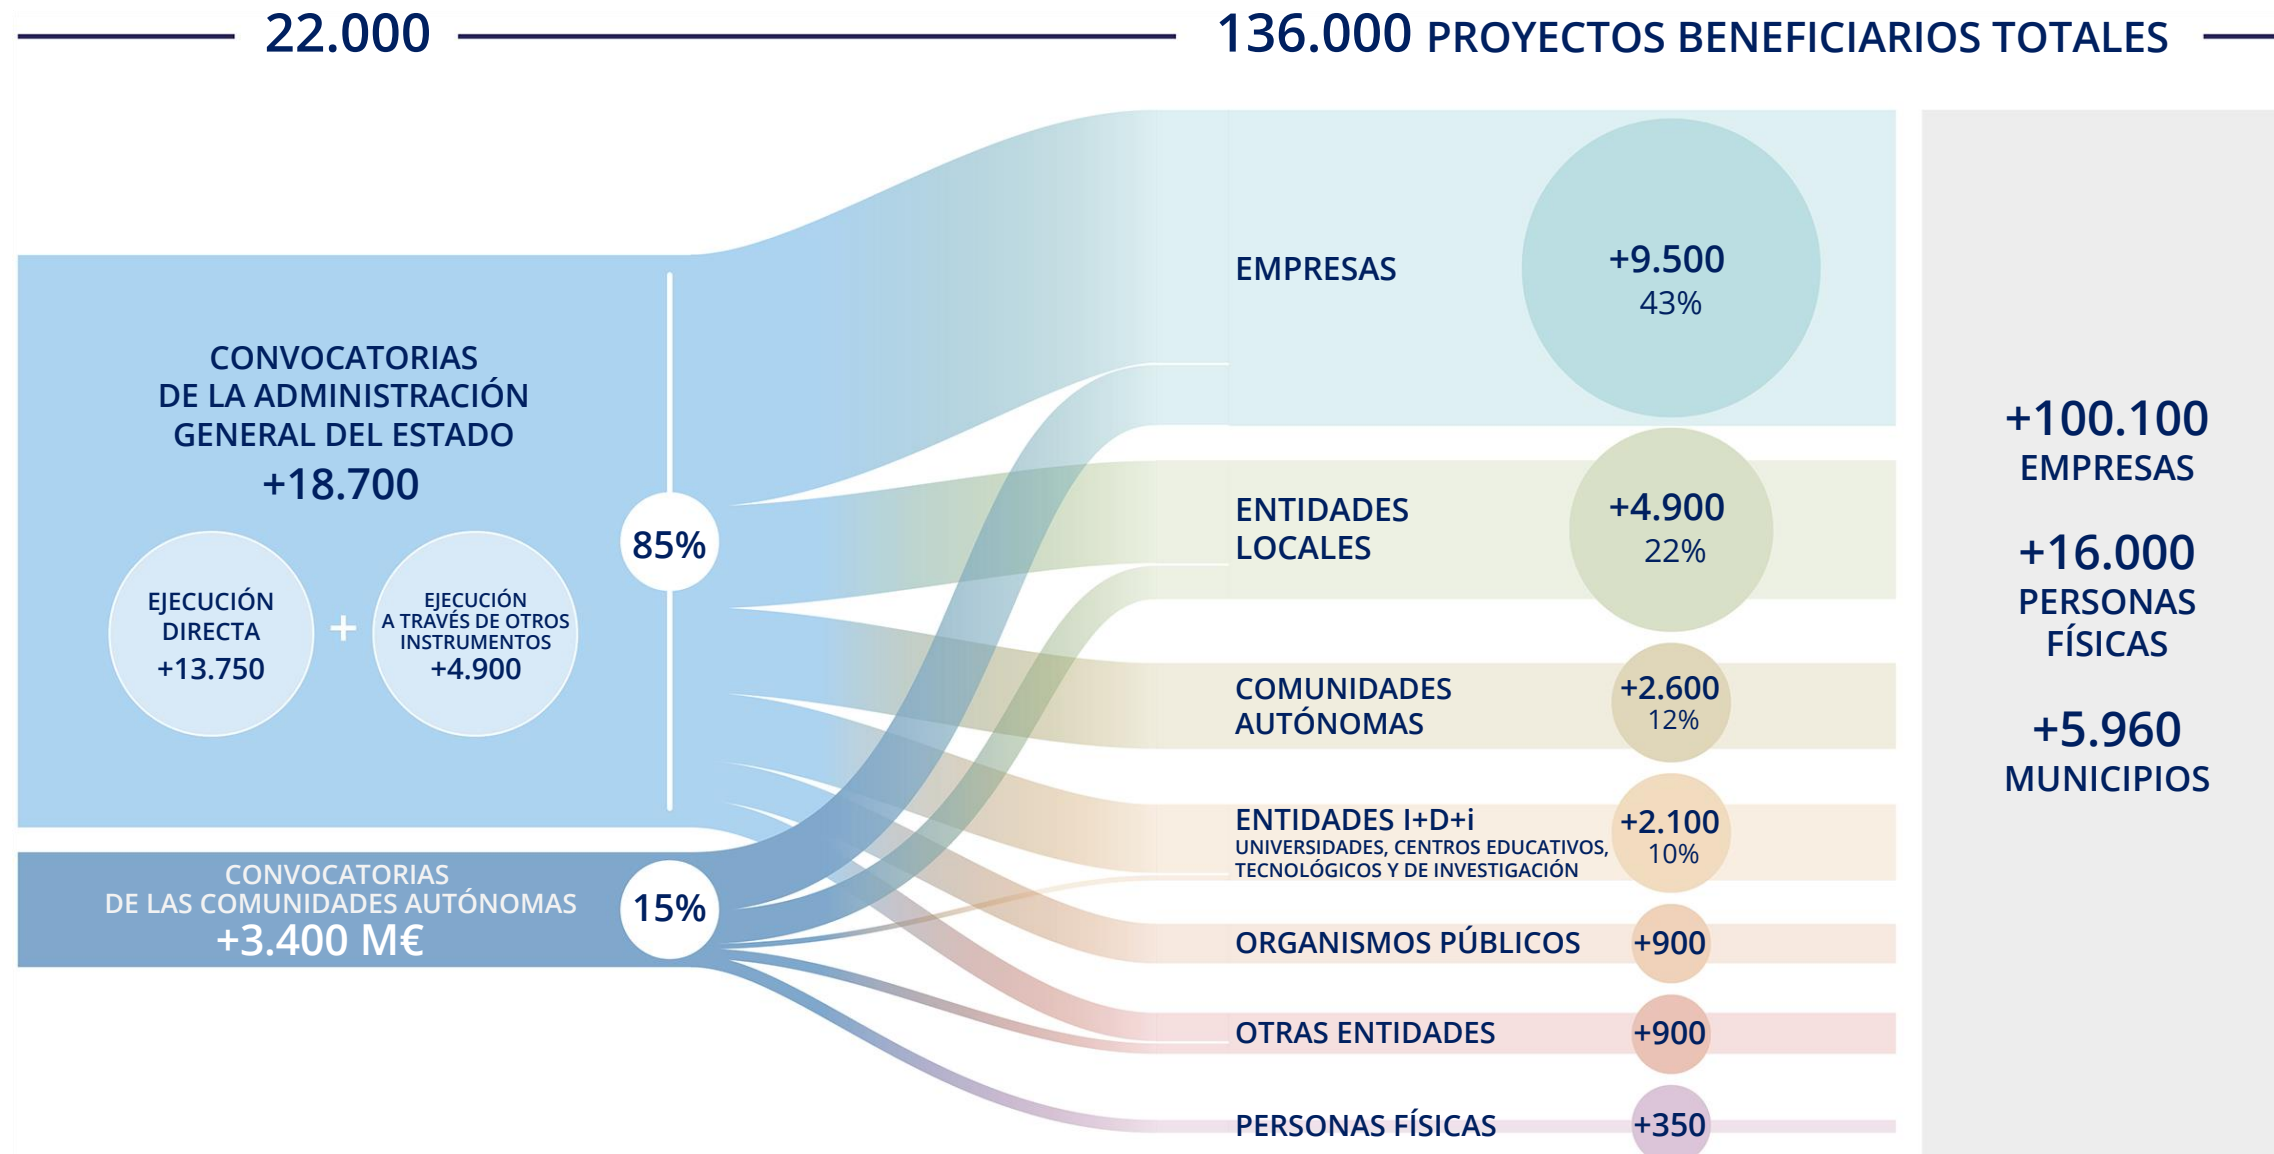 22.000
136.000 PROYECTOS BENEFICIARIOS TOTALES
CONVOCATORIAS
DE LA ADMINISTRACIÓN
GENERAL DEL ESTADO
+18.700
EJECUCIÓN
DIRECTA
+13.750
+
EJECUCIÓN
A TRAVÉS DE OTROS
INSTRUMENTOS
+4.900
85%
CONVOCATORIAS
DE LAS COMUNIDADES AUTÓNOMAS
+3.400 M€
15%
EMPRESAS
+9.500
43%
ENTIDADES
LOCALES
+4.900
22%
COMUNIDADES
AUTÓNOMAS
+2.600
12%
ENTIDADES I+D+i
UNIVERSIDADES, CENTROS EDUCATIVOS,
TECNOLÓGICOS Y DE INVESTIGACIÓN
+2.100
10%
ORGANISMOS PÚBLICOS
+900
OTRAS ENTIDADES
+900
PERSONAS FÍSICAS
+350
+100.100
EMPRESAS
+16.000
PERSONAS
FÍSICAS
+5.960
MUNICIPIOS